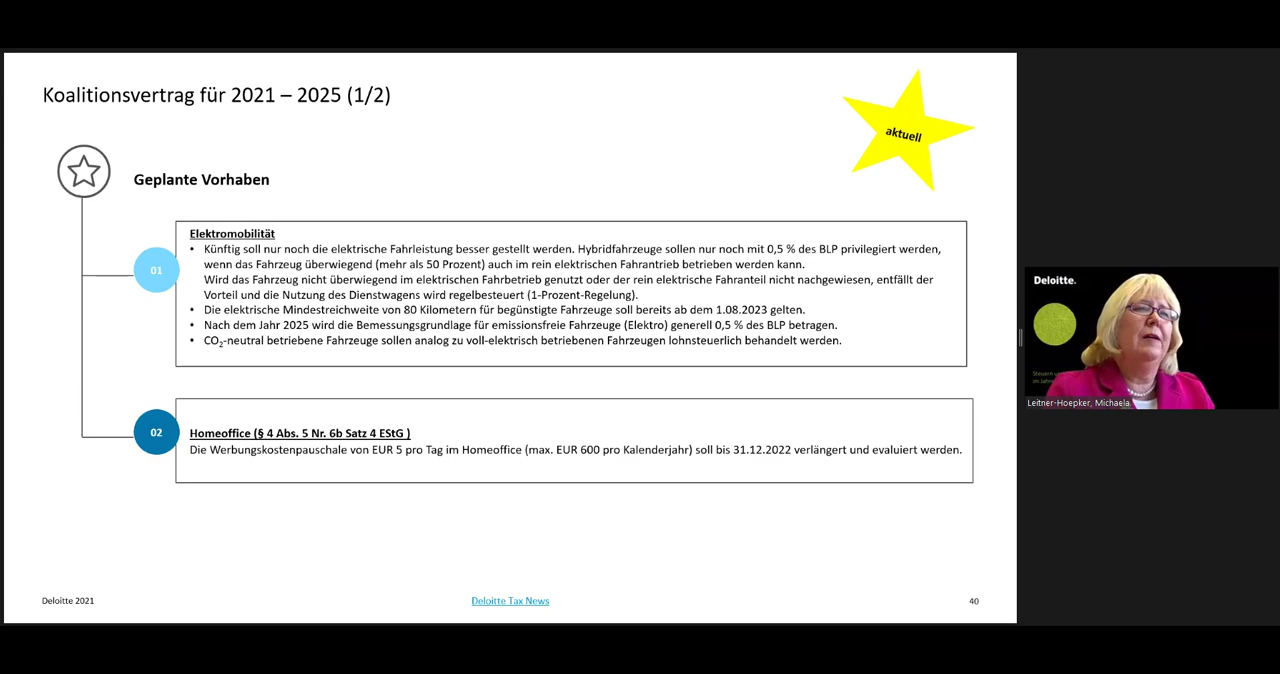 Koalitionsvertrag für 2021 – 2025 (1/2)
aktuell
Geplante Vorhaben
01
Elektromobilität
• Künftig soll nur noch die elektrische Fahrleistung besser gestellt werden. Hybridfahrzeuge sollen nur noch mit 0,5 % des BLP privilegiert werden,
wenn das Fahrzeug überwiegend (mehr als 50 Prozent) auch im rein elektrischen Fahrantrieb betrieben werden kann.
Wird das Fahrzeug nicht überwiegend im elektrischen Fahrbetrieb genutzt oder der rein elektrische Fahranteil nicht nachgewiesen, entfällt der
Vorteil und die Nutzung des Dienstwagens wird regelbesteuert (1-Prozent-Regelung).
• Die elektrische Mindestreichweite von 80 Kilometern für begünstigte Fahrzeuge soll bereits ab dem 1.08.2023 gelten.
• Nach dem Jahr 2025 wird die Bemessungsgrundlage für emissionsfreie Fahrzeuge (Elektro) generell 0,5 % des BLP betragen.
• CO₂-neutral betriebene Fahrzeuge sollen analog zu voll-elektrisch betriebenen Fahrzeugen lohnsteuerlich behandelt werden.
02
Homeoffice (§ 4 Abs. 5 Nr. 6b Satz 4 EStG )
Die Werbungskostenpauschale von EUR 5 pro Tag im Homeoffice (max. EUR 600 pro Kalenderjahr) soll bis 31.12.2022 verlängert und evaluiert werden.
Deloitte 2021
Deloitte Tax News
40
Deloitte.
Steuern
im Jahre
Leitner-Hoepker, Michaela